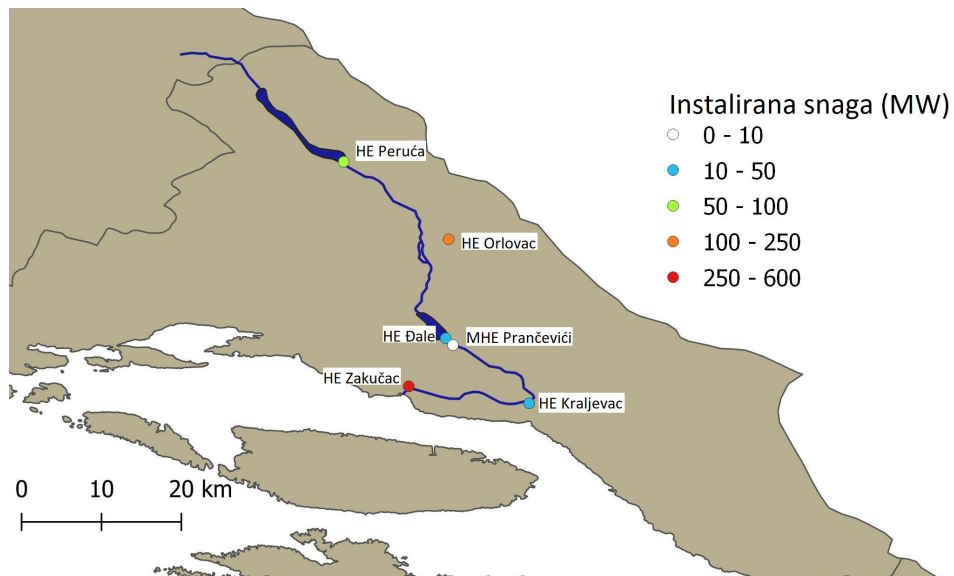 Instalirana snaga (MW)
0 - 10
10 - 50
50 - 100
100 - 250
250 - 600
HE Peruća
HE Orlovac
HE Đale
MHE Prančevići
HE Zakučac
HE Kraljevac
0 10 20 km